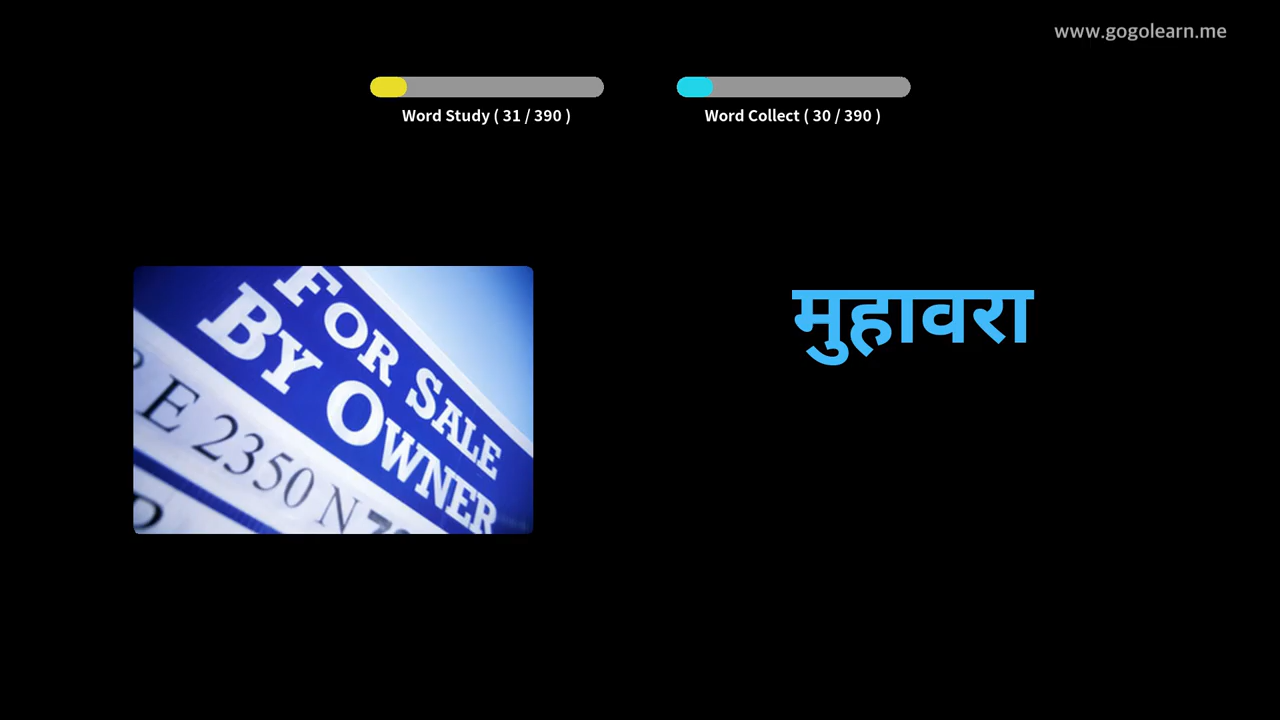 www.gogolearn.me
Word Study ( 31 / 390 )
Word Collect ( 30 / 390 )
FOR SALE
BY OWNER
E 2350 N
मुहावरा